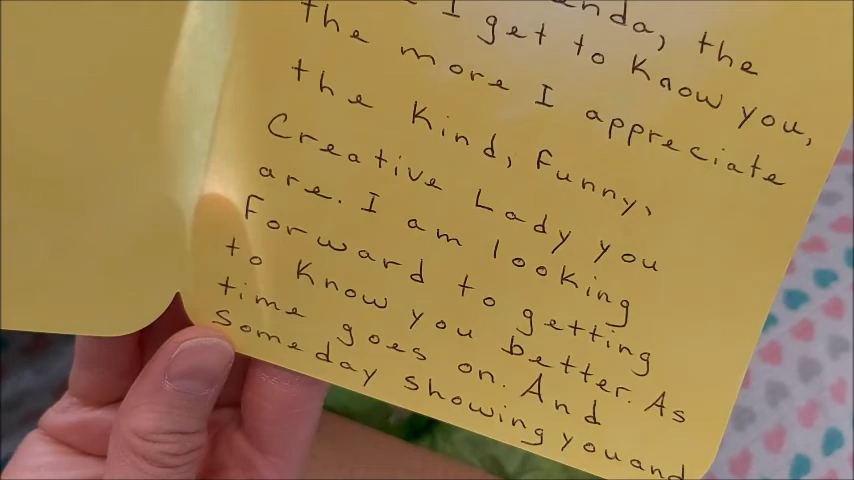 the
I get to Know you,
the more I appreciate
the Kind, Funny,
Creative Lady you
are. I am looking
Forward to getting
to Know you better. As
time goes on. And
Someday showing you and